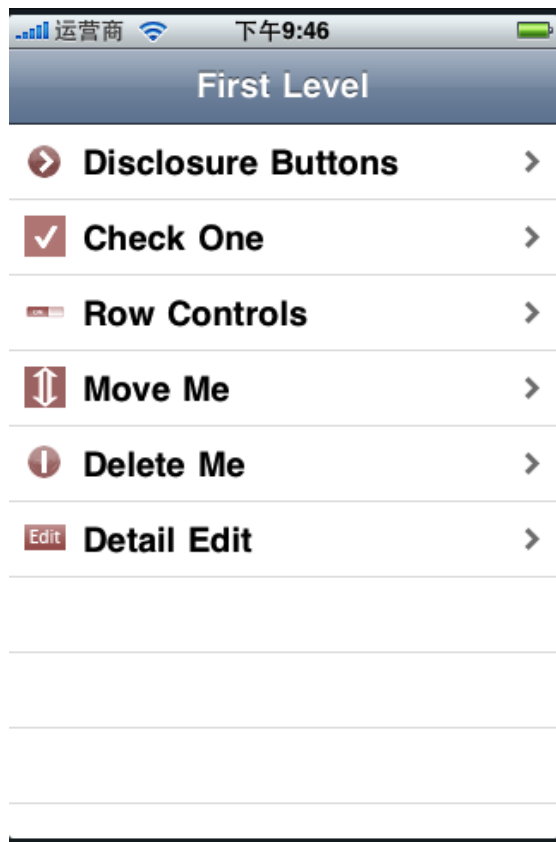 运营商 下午9:46
First Level
Disclosure Buttons
Check One
ON Row Controls
Move Me
Delete Me
Edit Detail Edit